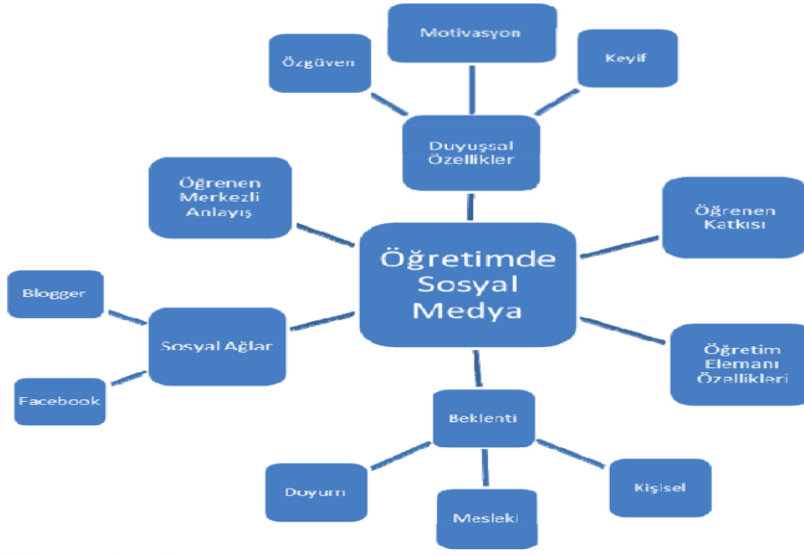 Motivasyon
Özgüven
Keyif
Duyuşsal
Özellikler
Öğrenen
Merkezli
Anlayış
Öğrenen
Katkısı
Öğretimde
Sosyal
Medya
Blogger
Sosyal Ağlar
Facebook
Öğretim
Elemanı
Özellikleri
Beklenti
Doyum
Mesleki
Kişisel